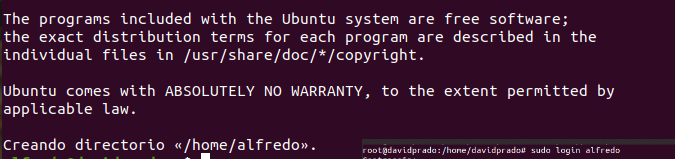 The programs included with the Ubuntu system are free software;
the exact distribution terms for each program are described in the
individual files in /usr/share/doc/*/copyright.
Ubuntu comes with ABSOLUTELY NO WARRANTY, to the extent permitted by
applicable law.
Creando directorio «/home/alfredo».
root@davidprado:/home/davidprado# sudo login alfredo